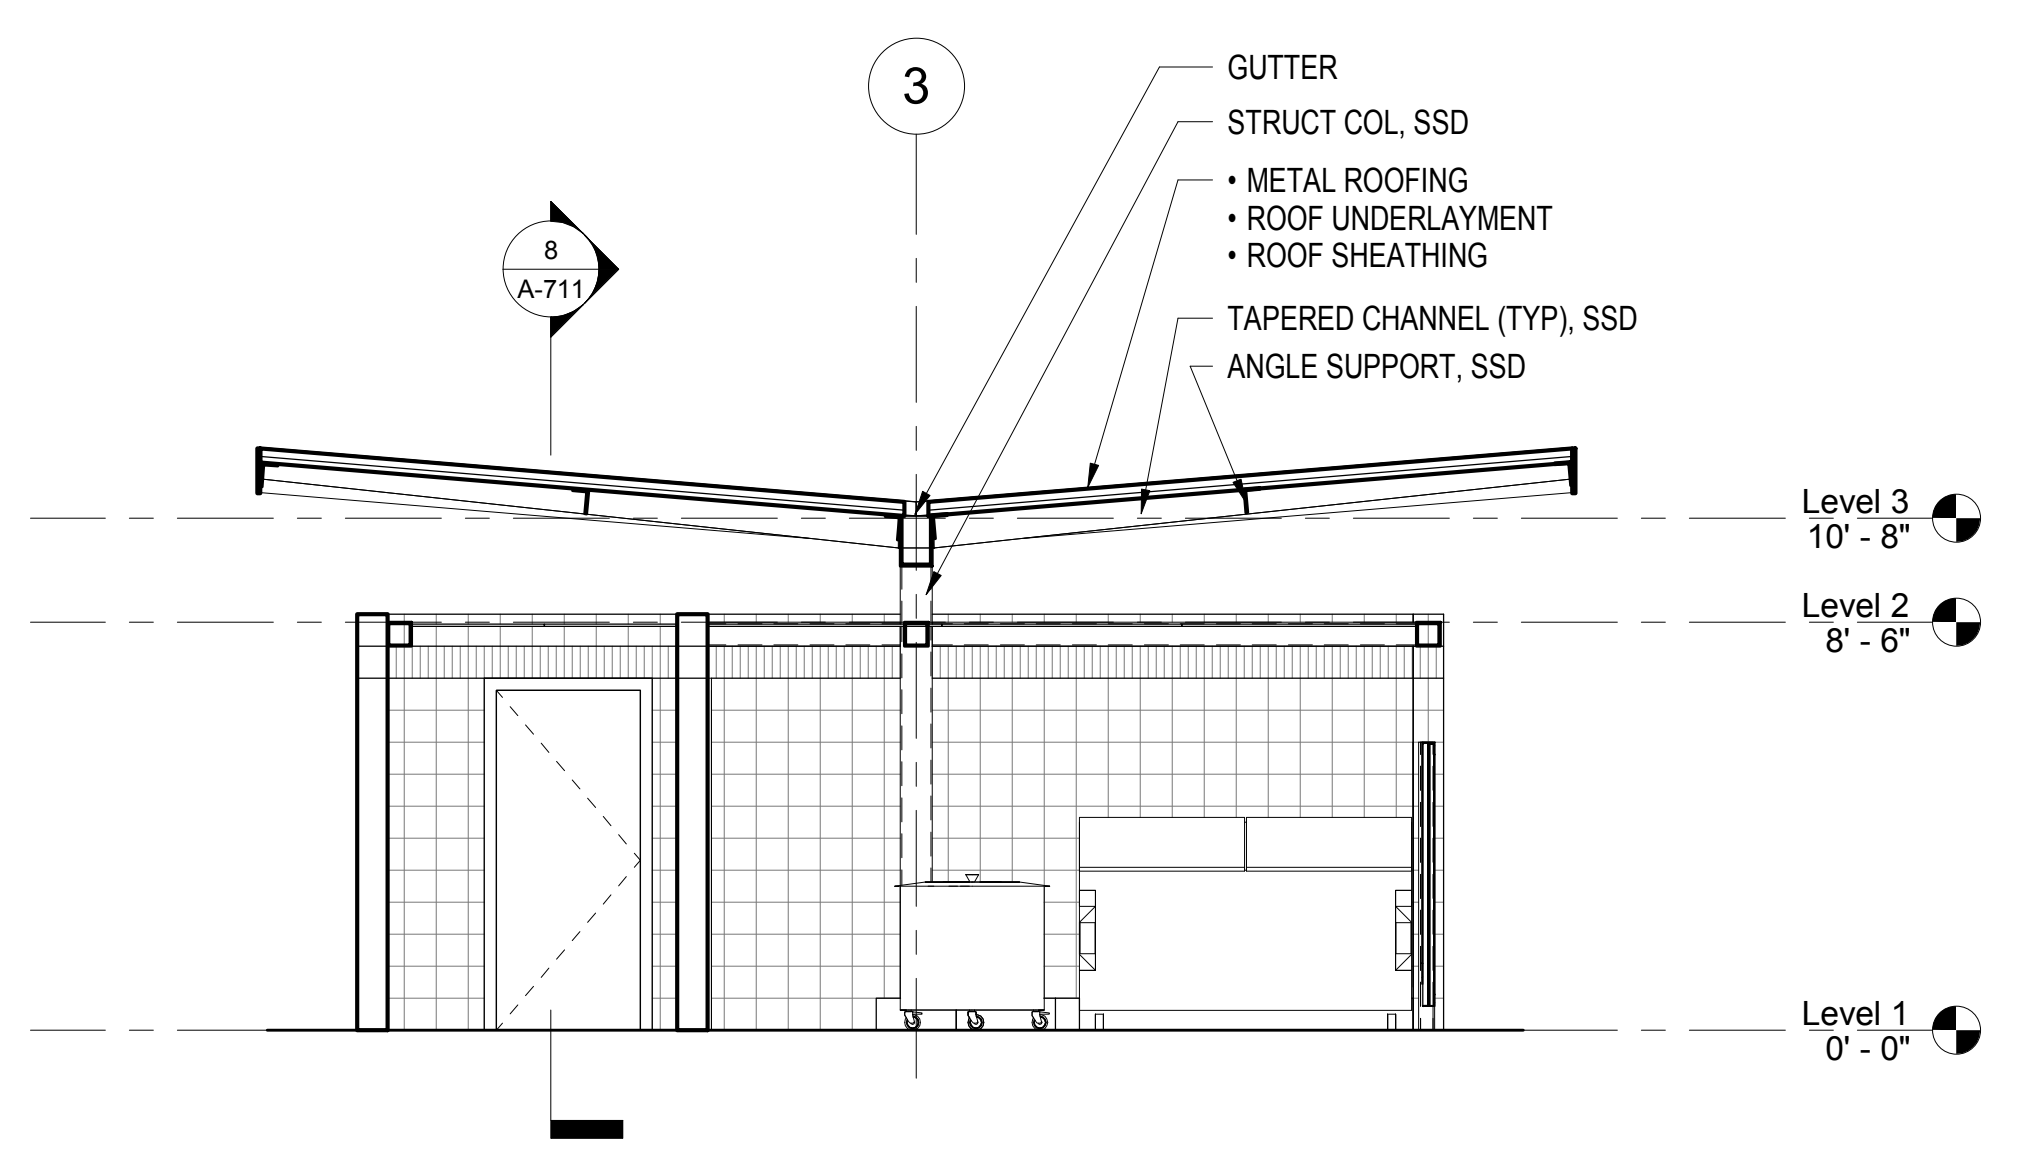 3
GUTTER
STRUCT COL, SSD
• METAL ROOFING
• ROOF UNDERLAYMENT
• ROOF SHEATHING
8
A-711
TAPERED CHANNEL (TYP), SSD
ANGLE SUPPORT, SSD
Level 3
10' - 8"
Level 2
8' - 6"
Level 1
0' - 0"